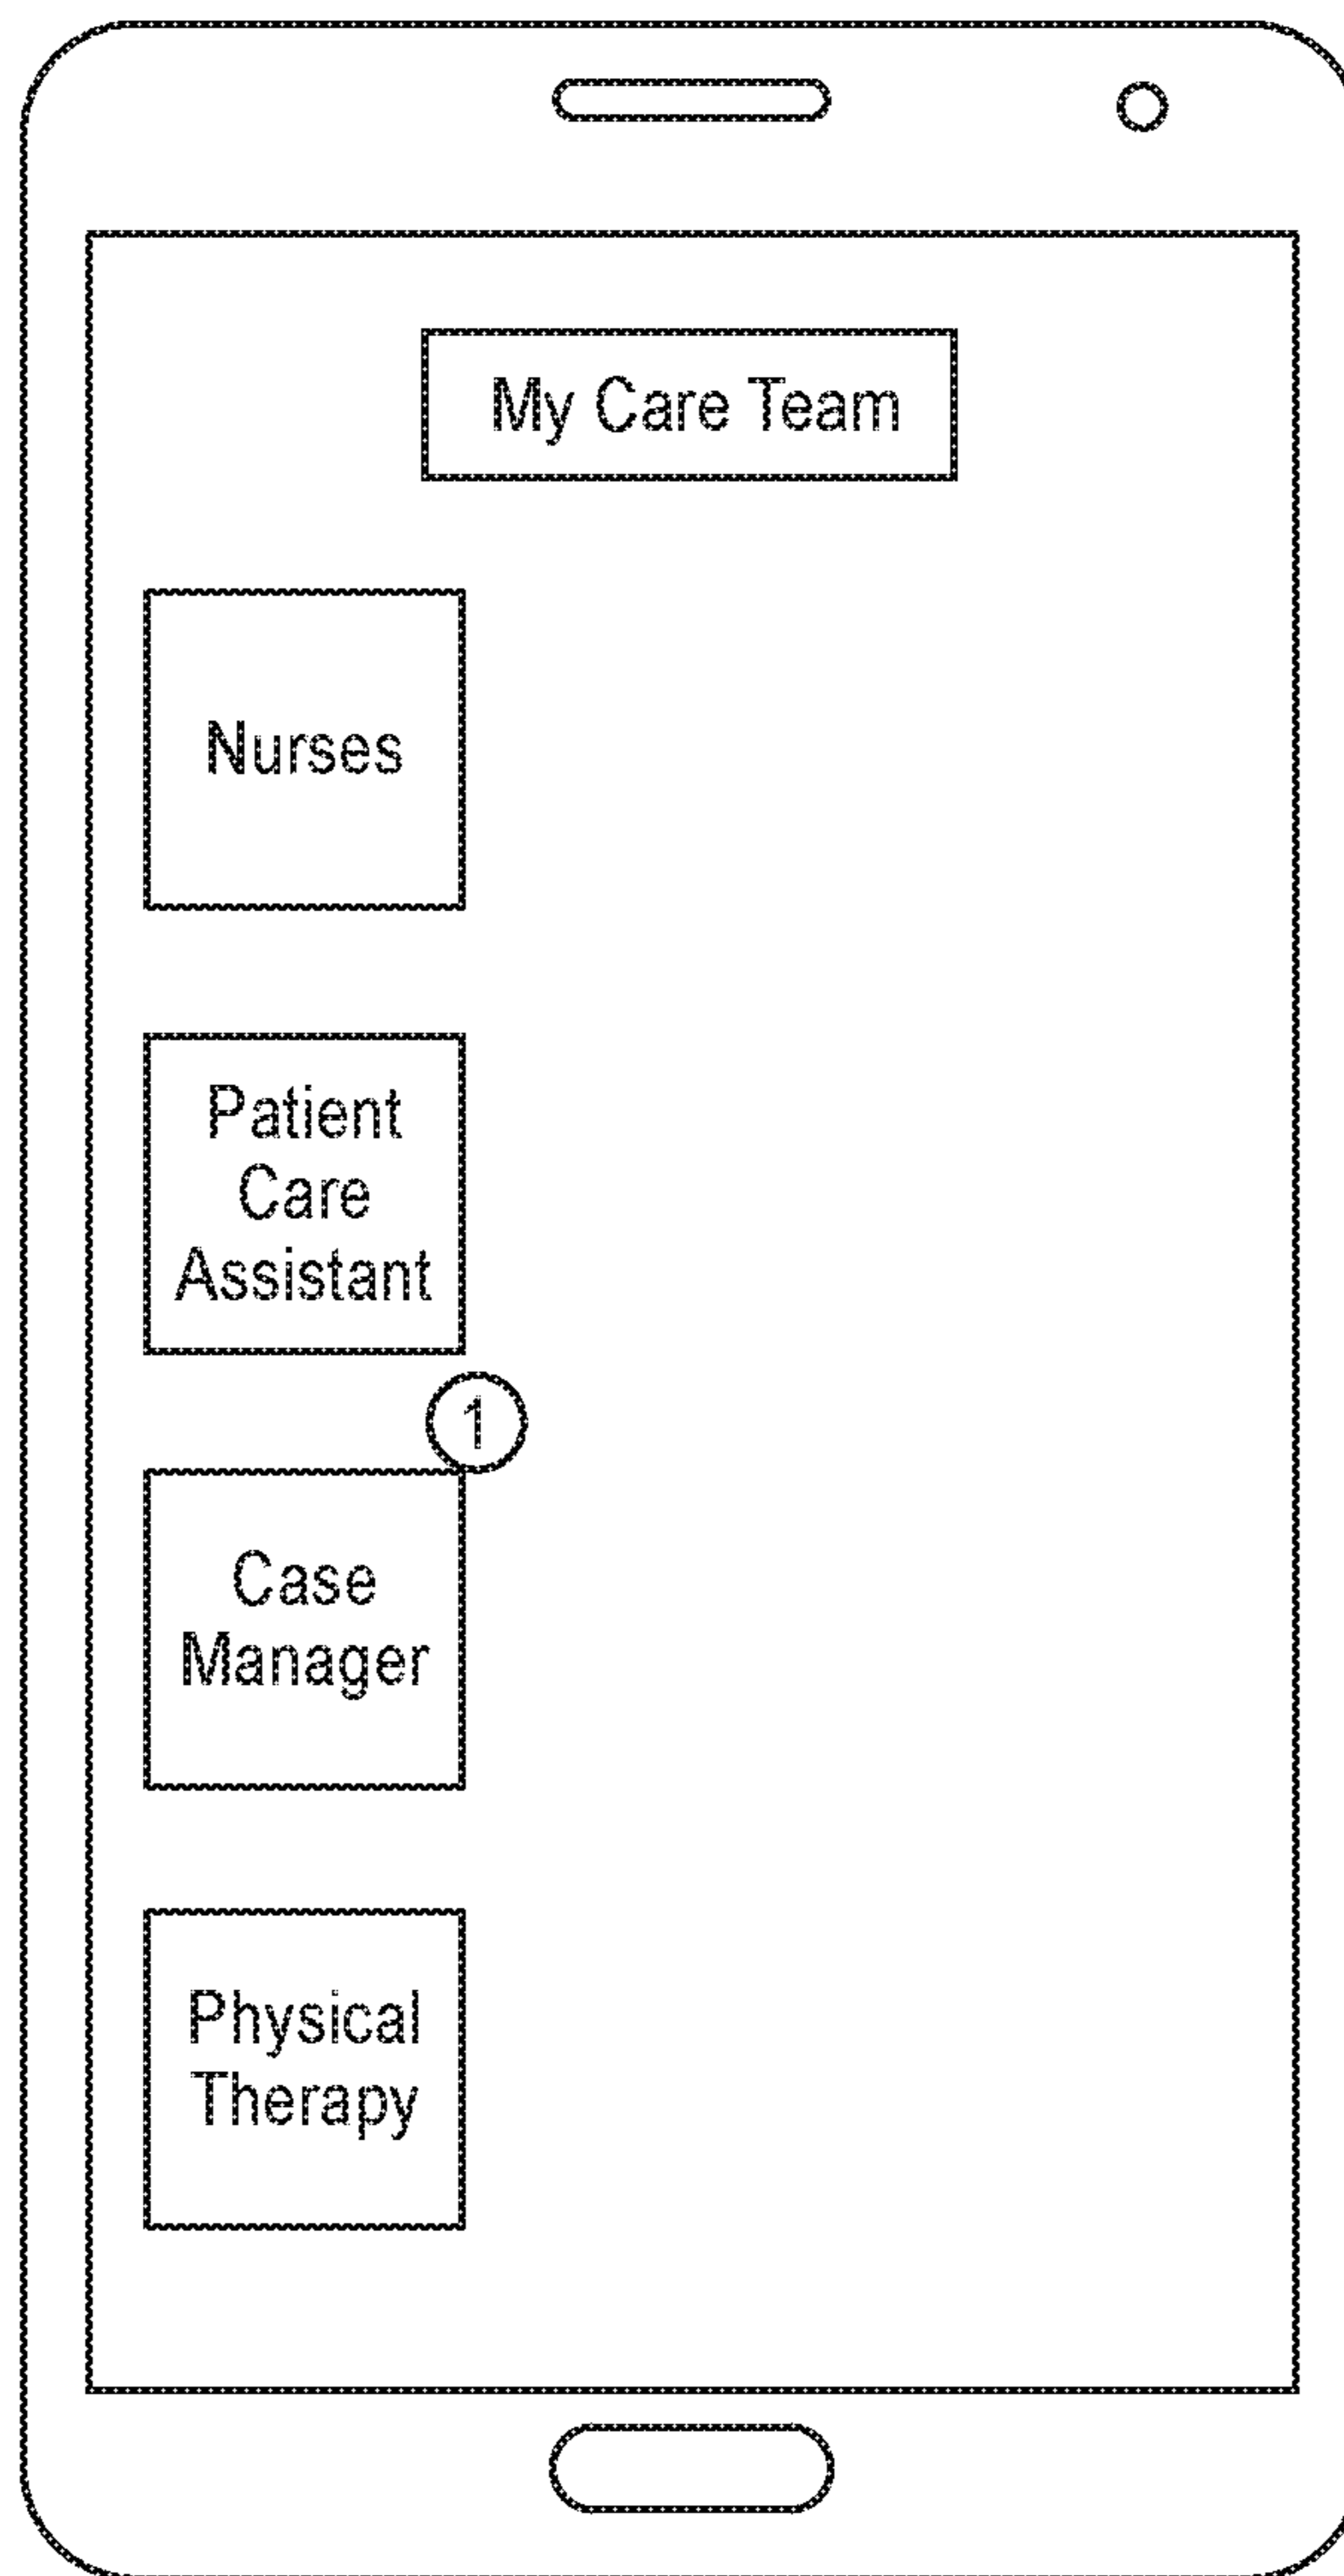 My Care Team
Nurses
Patient
Care
Assistant
1
Case
Manager
Physical
Therapy